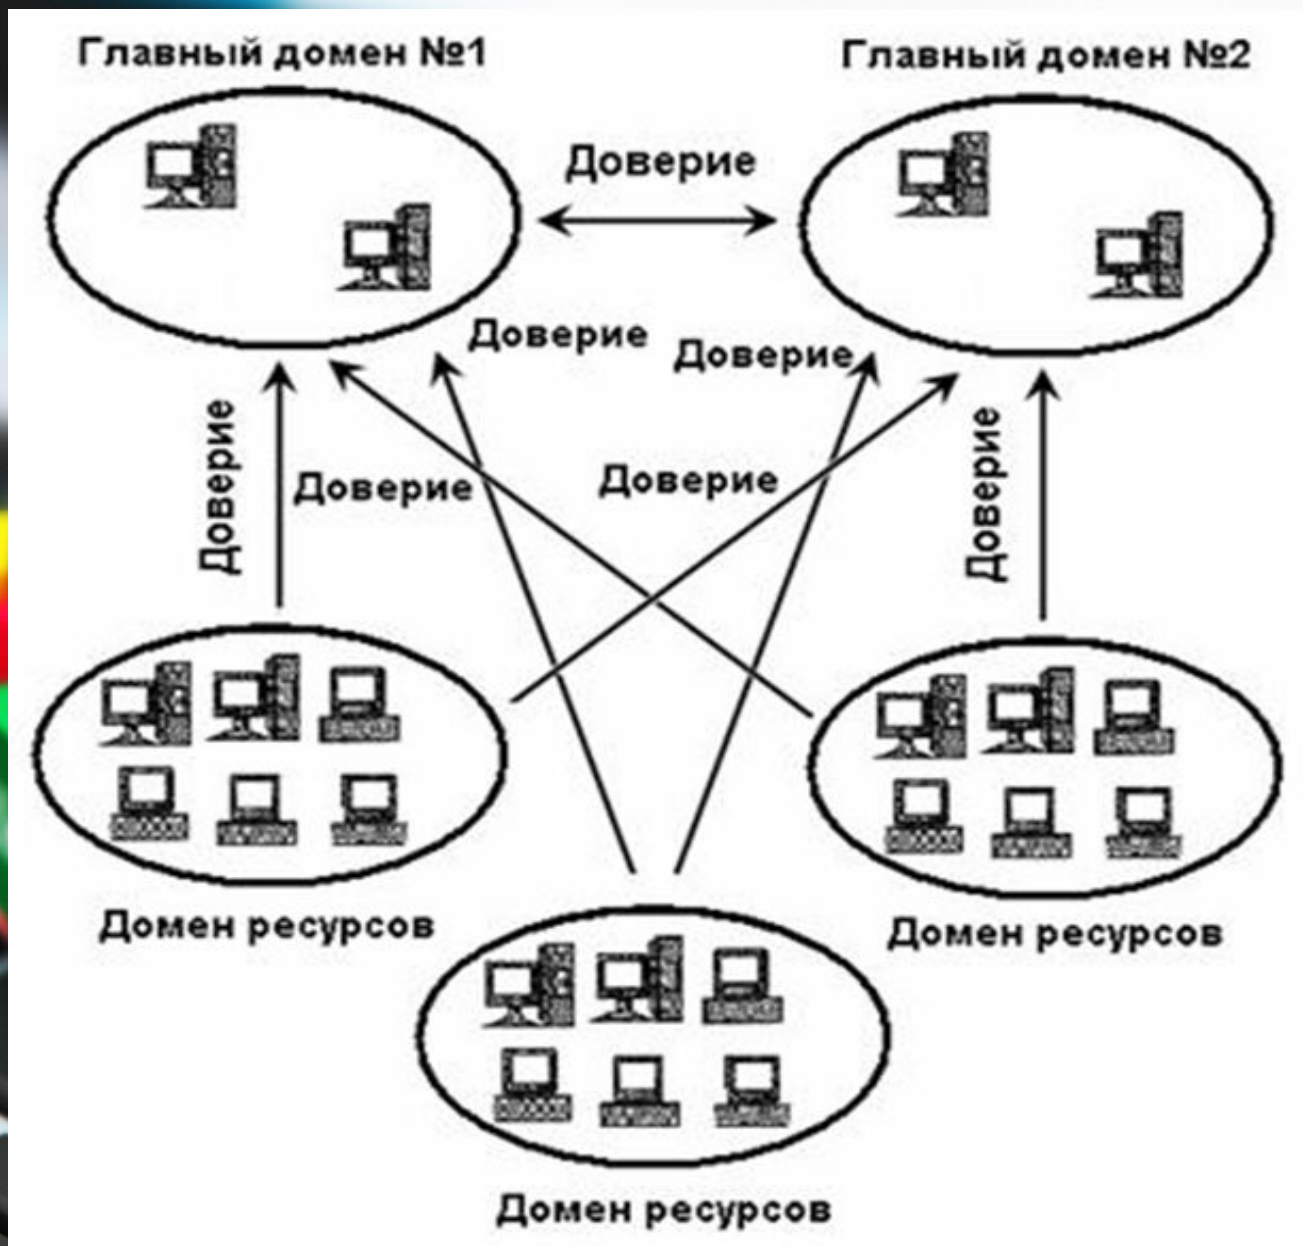 Главный домен №1
Главный домен №2
Доверие
Доверие
Доверие
Доверие
Доверие
Доверие
Доверие
Домен ресурсов
Домен ресурсов
Домен ресурсов